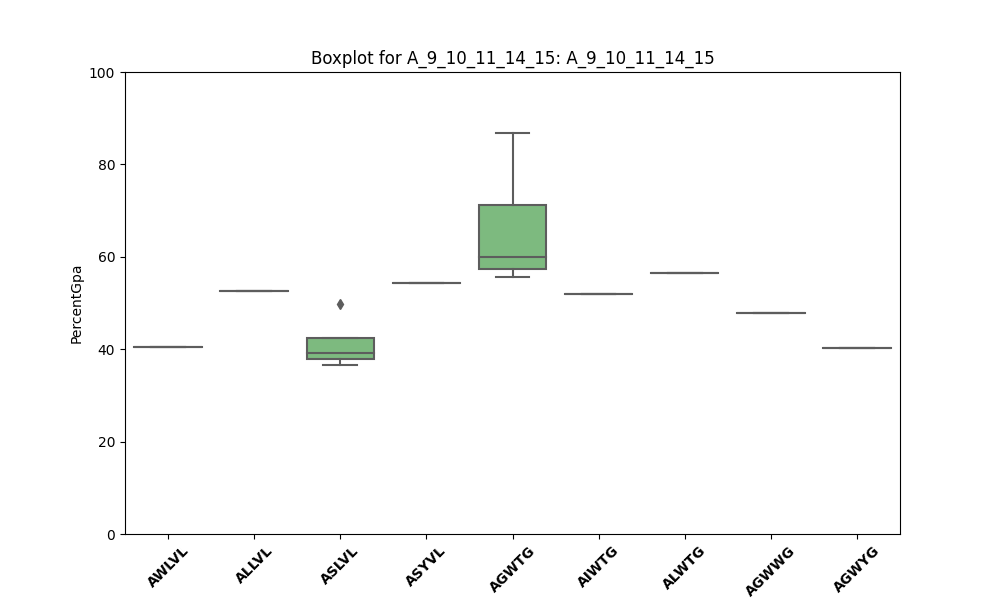 Boxplot for A_9_10_11_14_15: A_9_10_11_14_15
100
80
60
40
20
0
PercentGpa
AWLVL
ALLVL
ASLVL
ASYVL
AGWTG
AIWTG
ALWTG
AGWWG
AGWYG